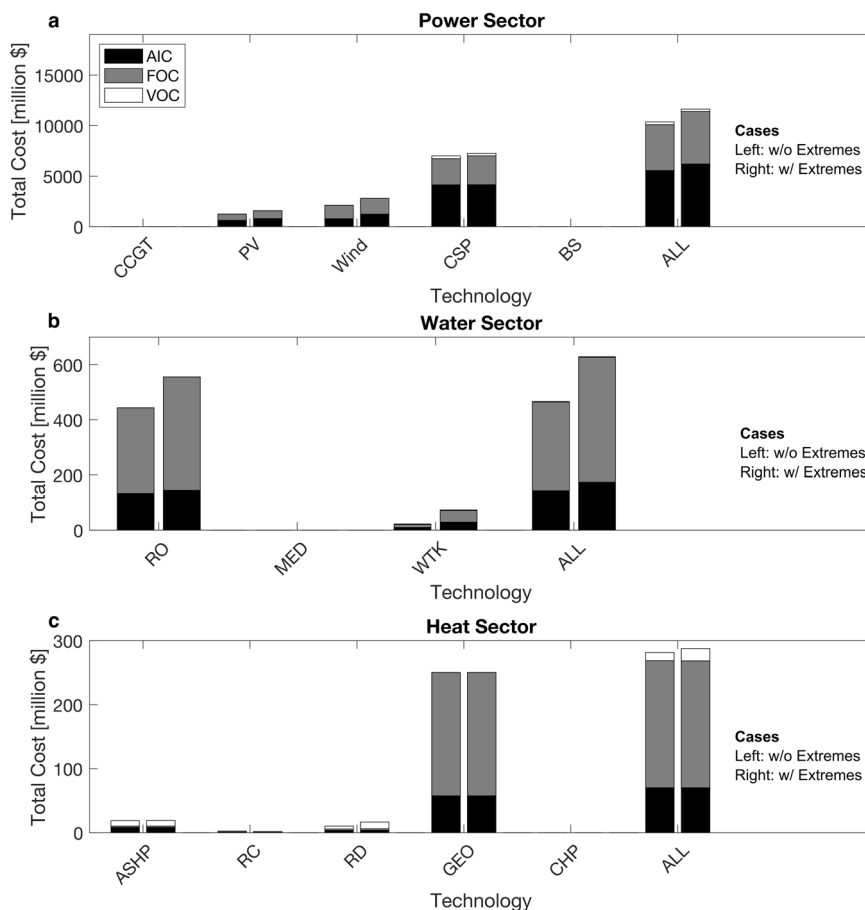 a
Power Sector
AIC
FOC
VOC
15000
10000
5000
0
Total Cost [million $]
CCGT
PV
Wind
CSP
BS
ALL
Technology
Cases
Left: w/o Extremes
Right: w/ Extremes
b
Water Sector
600
400
200
0
Total Cost [million $]
RO
MED
WTK
ALL
Technology
Cases
Left: w/o Extremes
Right: w/ Extremes
c
Heat Sector
300
200
100
0
Total Cost [million $]
ASHP
RC
RD
GEO
CHP
ALL
Technology
Cases
Left: w/o Extremes
Right: w/ Extremes